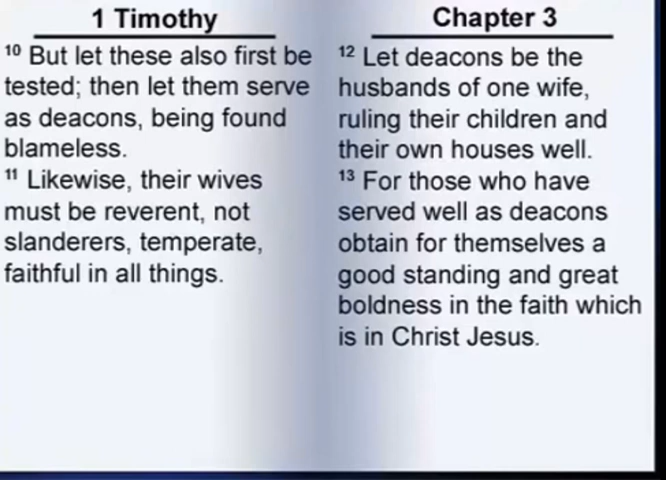 1 Timothy
10 But let these also first be
tested; then let them serve
as deacons, being found
blameless.
11 Likewise, their wives
must be reverent, not
slanderers, temperate,
faithful in all things.
Chapter 3
12 Let deacons be the
husbands of one wife,
ruling their children and
their own houses well.
13 For those who have
served well as deacons
obtain for themselves a
good standing and great
boldness in the faith which
is in Christ Jesus.